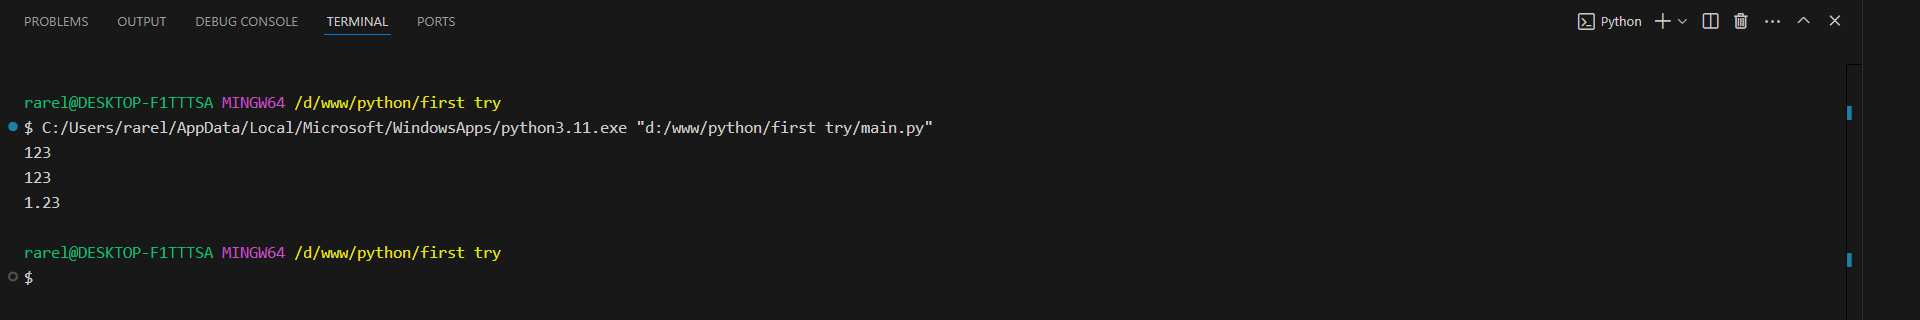 PROBLEMS OUTPUT DEBUG CONSOLE TERMINAL PORTS Python
rarel@DESKTOP-F1TTTSA MINGW64 /d/www/python/first try
$ C:/Users/rarel/AppData/Local/Microsoft/WindowsApps/python3.11.exe "d:/www/python/first try/main.py"
123
123
1.23
rarel@DESKTOP-F1TTTSA MINGW64 /d/www/python/first try
$